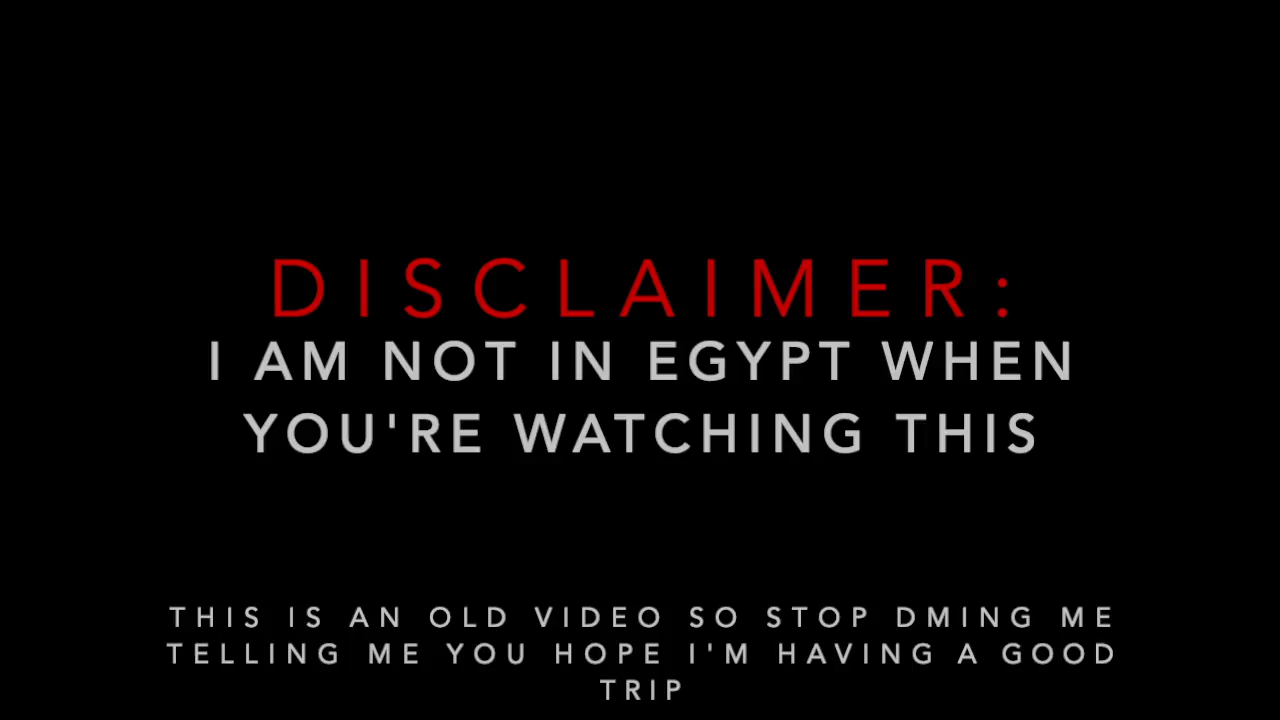 DISCLAIMER:
I AM NOT IN EGYPT WHEN
YOU'RE WATCHING THIS
THIS IS AN OLD VIDEO SO STOP DMING ME
TELLING ME YOU HOPE I'M HAVING A GOOD
TRIP